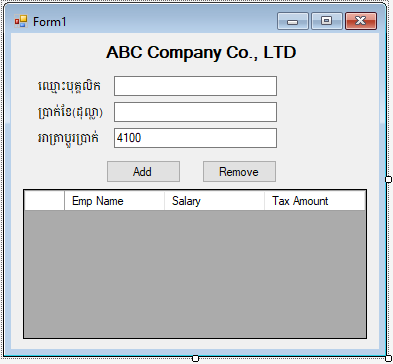 Form1
ABC Company Co., LTD
ឈ្មោះបុគ្គលិក
ប្រាក់ខែ(ដុល្លា)
អត្រាប្តូរប្រាក់ 4100
Add Remove
Emp Name Salary Tax Amount